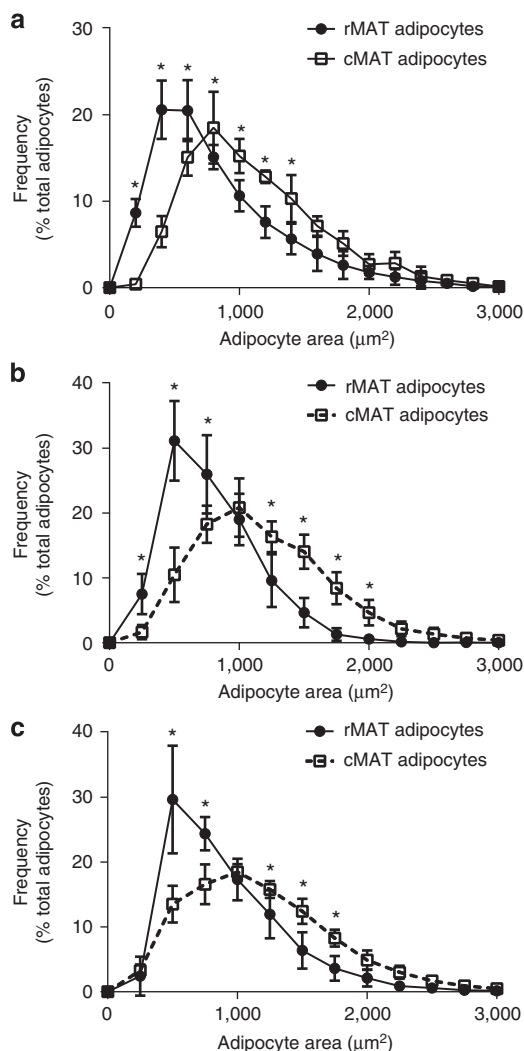 a
30
20
10
0
Frequency
(% total adipocytes)
rMAT adipocytes
cMAT adipocytes
* * * * * * * *
0 1,000 2,000 3,000
Adipocyte area (μm²)
b
40
30
20
10
0
Frequency
(% total adipocytes)
rMAT adipocytes
cMAT adipocytes
* * * * * * *
0 1,000 2,000 3,000
Adipocyte area (μm²)
c
40
30
20
10
0
Frequency
(% total adipocytes)
rMAT adipocytes
cMAT adipocytes
* * * * *
0 1,000 2,000 3,000
Adipocyte area (μm²)